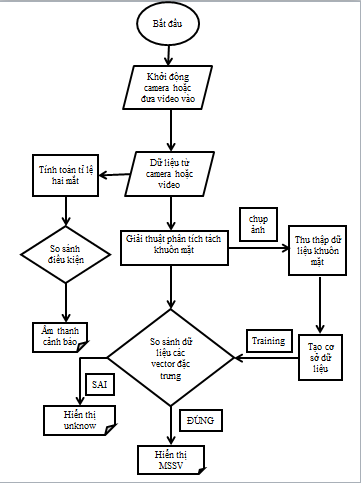 Bắt đầu
Khởi động
camera hoặc
đưa video vào
Tính toán tỉ lệ
hai mắt
Dữ liệu từ
camera hoặc
video
chụp
ảnh
So sánh
điều kiện
Giải thuật phân tích tách
khuôn mặt
Thu thập dữ
liệu khuôn
mặt
Âm thanh
cảnh báo
So sánh dữ
liệu các
vector đặc
trưng
Training
Tạo cơ
sở dữ
liệu
SAI
Hiển thị
unknow
ĐÚNG
Hiển thị
MSSV